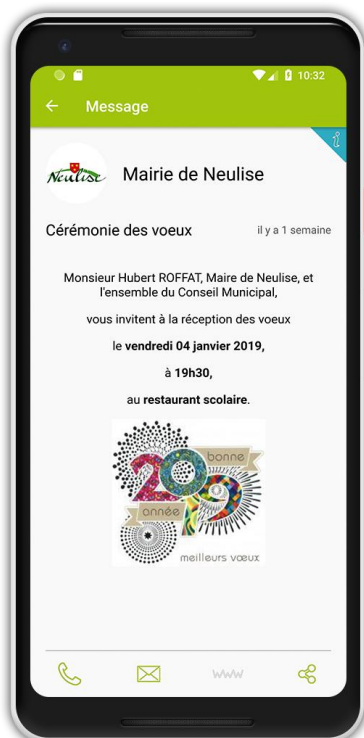 10:32
Message
i
Neulise
Mairie de Neulise
Cérémonie des voeux
il y a 1 semaine
Monsieur Hubert ROFFAT, Maire de Neulise, et
l'ensemble du Conseil Municipal,
vous invitent à la réception des voeux
le vendredi 04 janvier 2019,
à 19h30,
au restaurant scolaire.
bonne
2019
année
meilleurs vœux
www